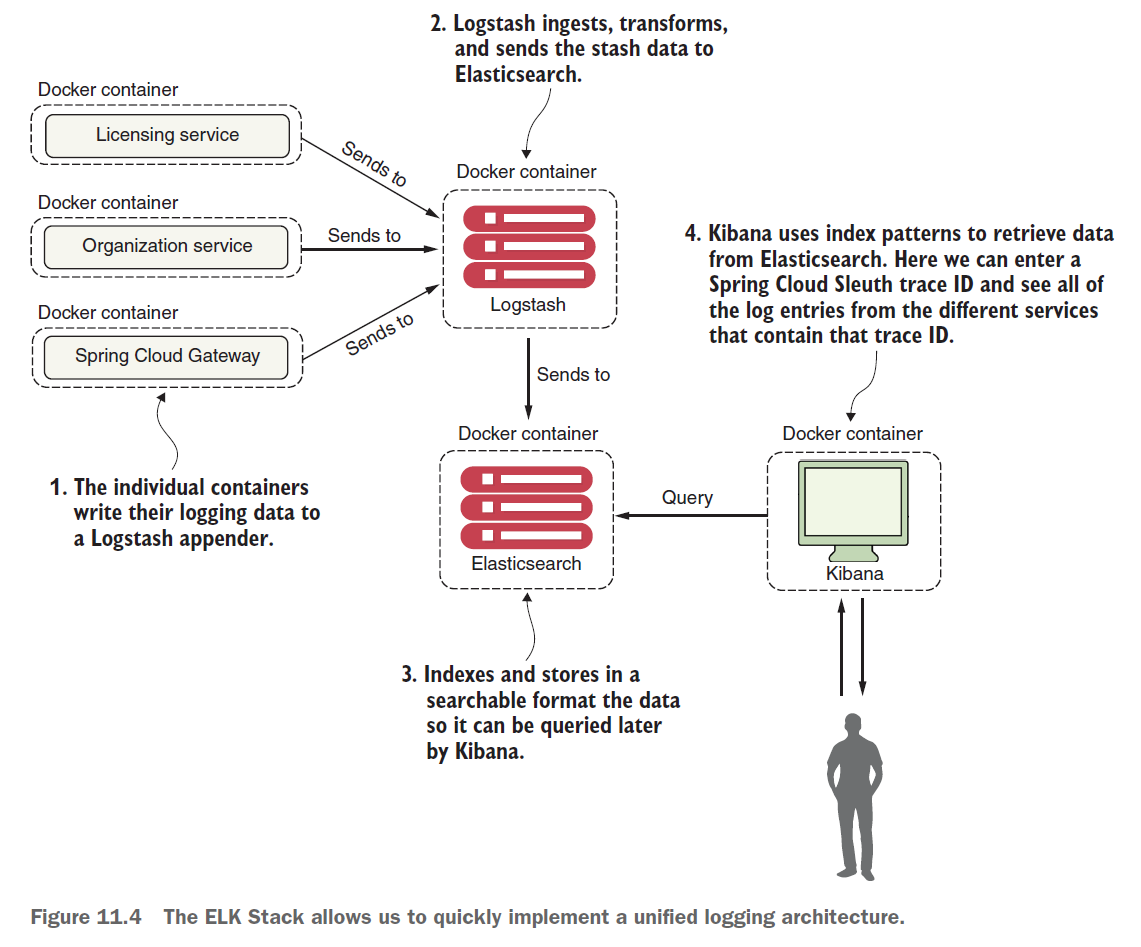 2. Logstash ingests, transforms,
and sends the stash data to
Elasticsearch.
Docker container
Licensing service
Sends to
Docker container
Docker container
Organization service
Sends to
Logstash
Docker container
Spring Cloud Gateway
Sends to
4. Kibana uses index patterns to retrieve data
from Elasticsearch. Here we can enter a
Spring Cloud Sleuth trace ID and see all of
the log entries from the different services
that contain that trace ID.
Sends to
1. The individual containers
write their logging data to
a Logstash appender.
Docker container
Elasticsearch
Query
Docker container
Kibana
3. Indexes and stores in a
searchable format the data
so it can be queried later
by Kibana.
Figure 11.4 The ELK Stack allows us to quickly implement a unified logging architecture.